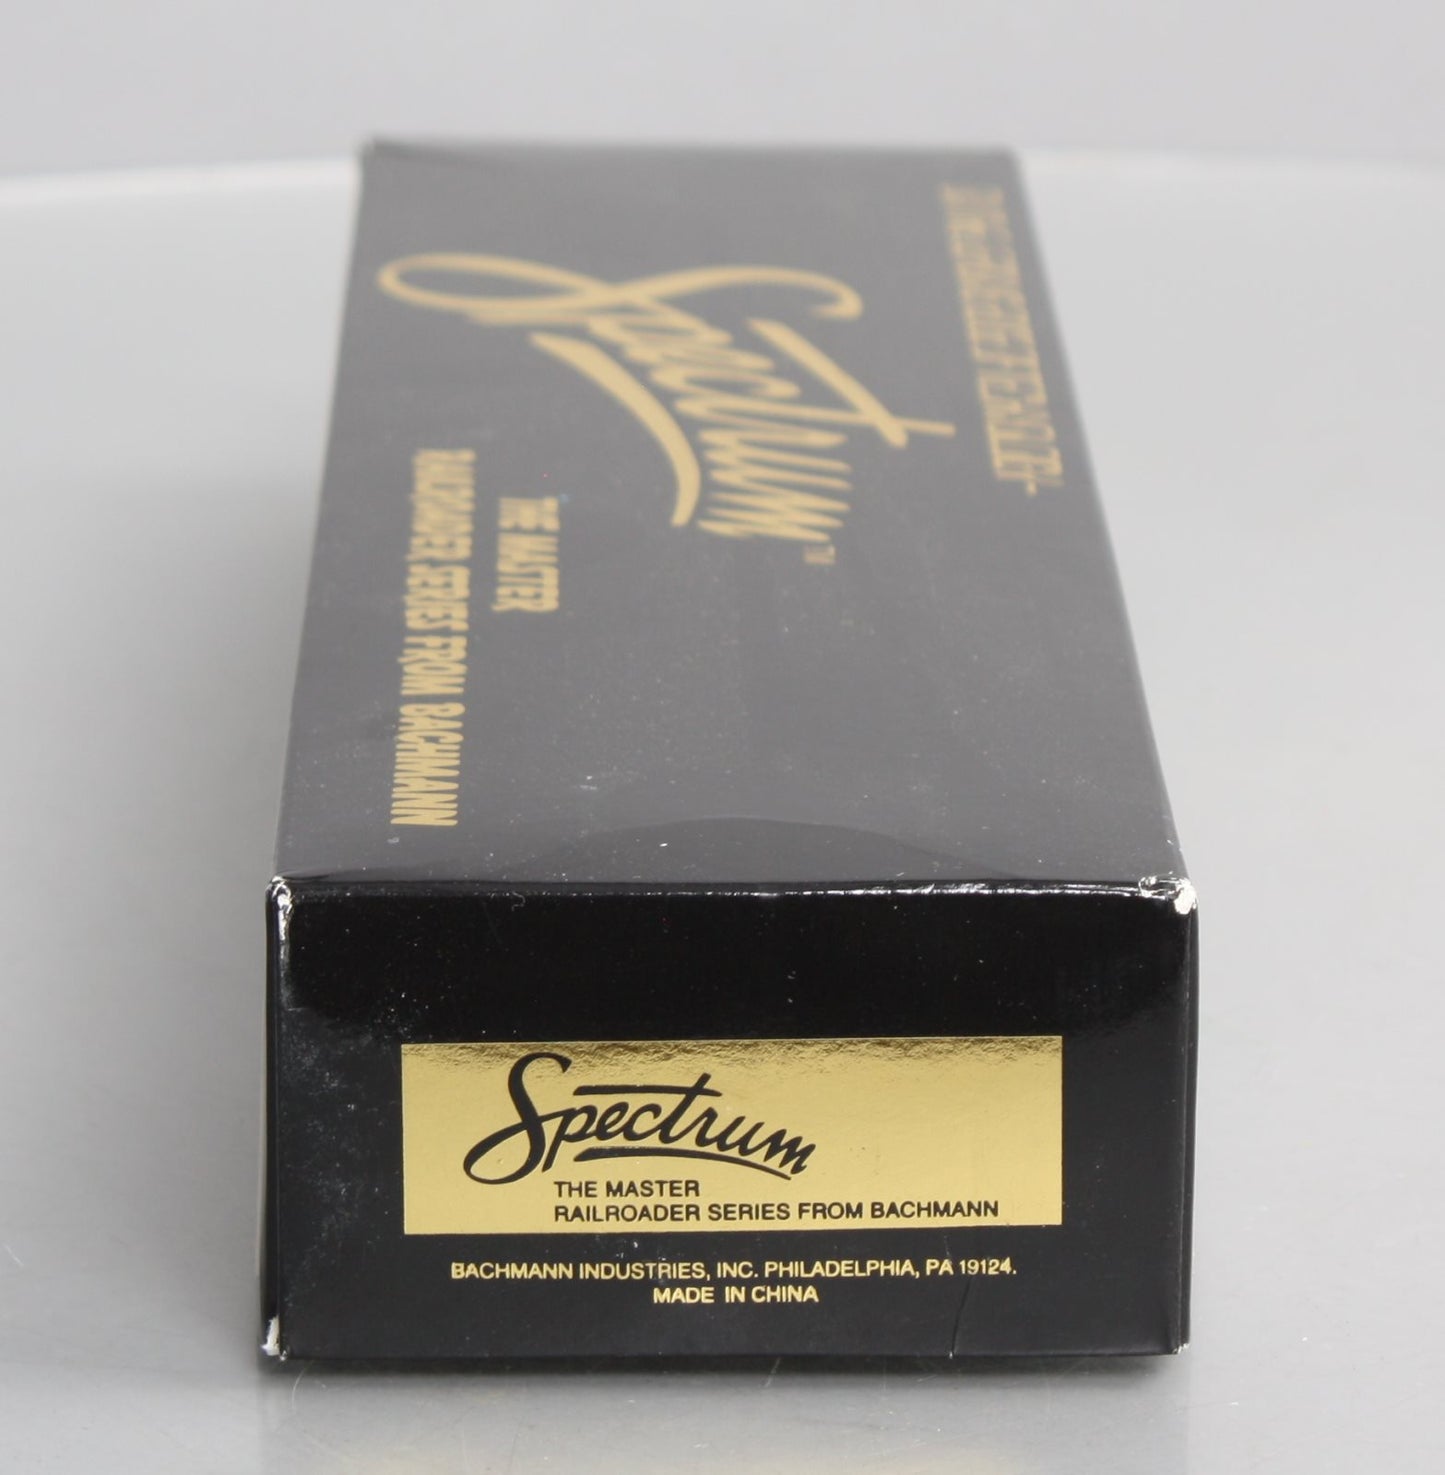 Spectrum™
THE MASTER
RAILROADER SERIES FROM BACHMANN
Spectrum
THE MASTER
RAILROADER SERIES FROM BACHMANN
BACHMANN INDUSTRIES, INC. PHILADELPHIA, PA 19124.
MADE IN CHINA